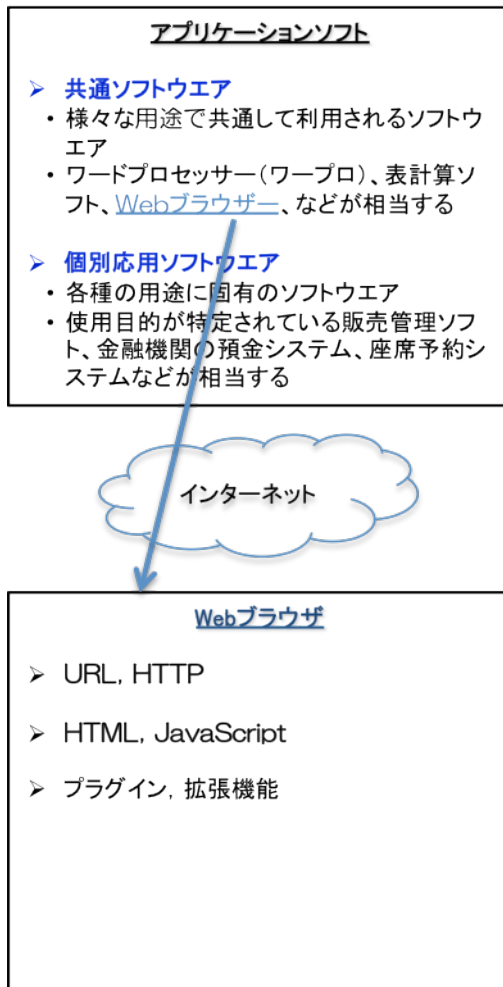 アプリケーションソフト
➢ 共通ソフトウエア
・様々な用途で共通して利用されるソフトウ
エア
・ワードプロセッサー(ワープロ)、表計算ソ
フト、Webブラウザー、などが相当する
➢ 個別応用ソフトウエア
・各種の用途に固有のソフトウエア
・使用目的が特定されている販売管理ソフ
ト、金融機関の預金システム、座席予約シ
ステムなどが相当する
インターネット
Webブラウザ
➢ URL, HTTP
➢ HTML, JavaScript
➢ プラグイン, 拡張機能